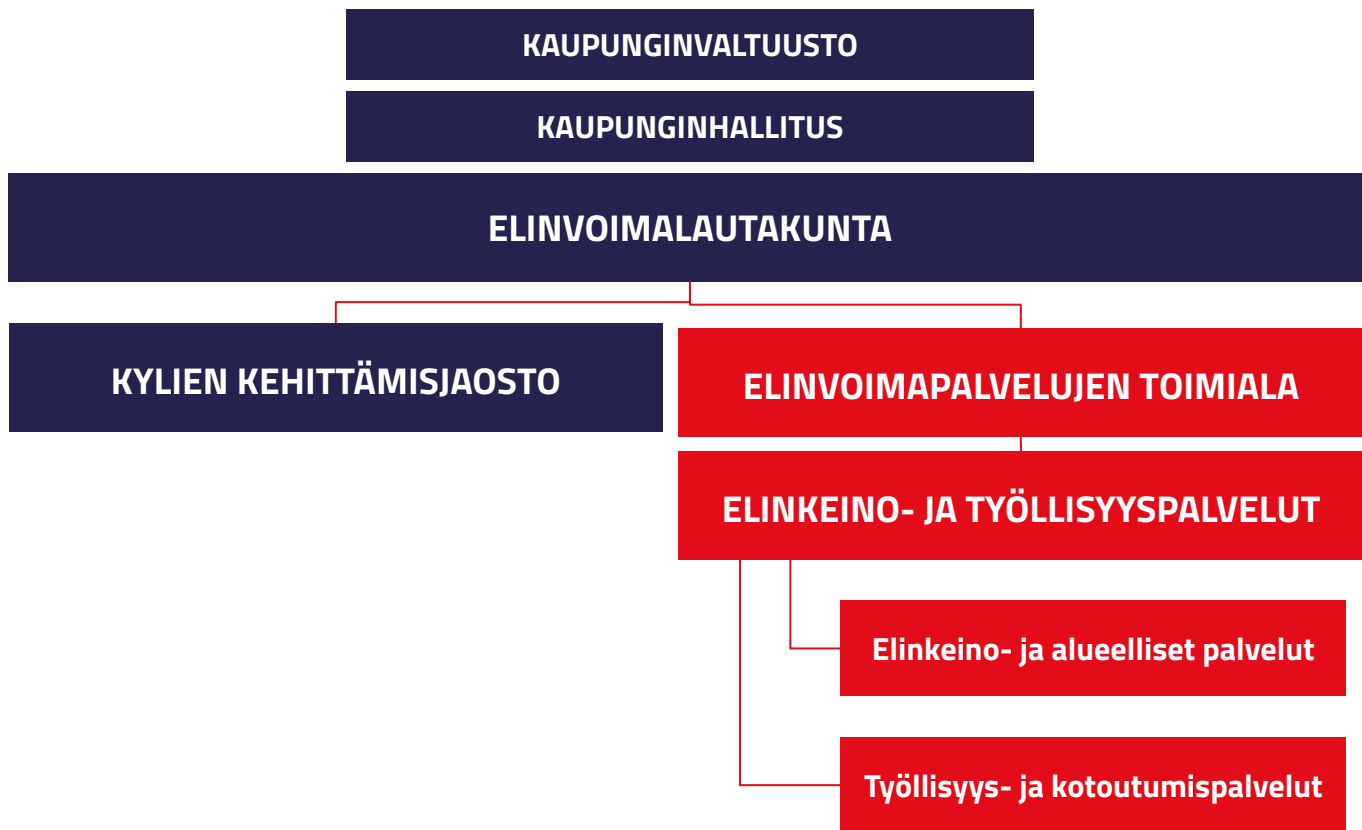 KAUPUNGINVALTUUSTO
KAUPUNGINHALLITUS
ELINVOIMALAUTAKUNTA
KYLIEN KEHITTÄMISJAOSTO
ELINVOIMAPALVELUJEN TOIMIALA
ELINKEINO- JA TYÖLLISYYSPALVELUT
Elinkeino- ja alueelliset palvelut
Työllisyys- ja kotoutumispalvelut